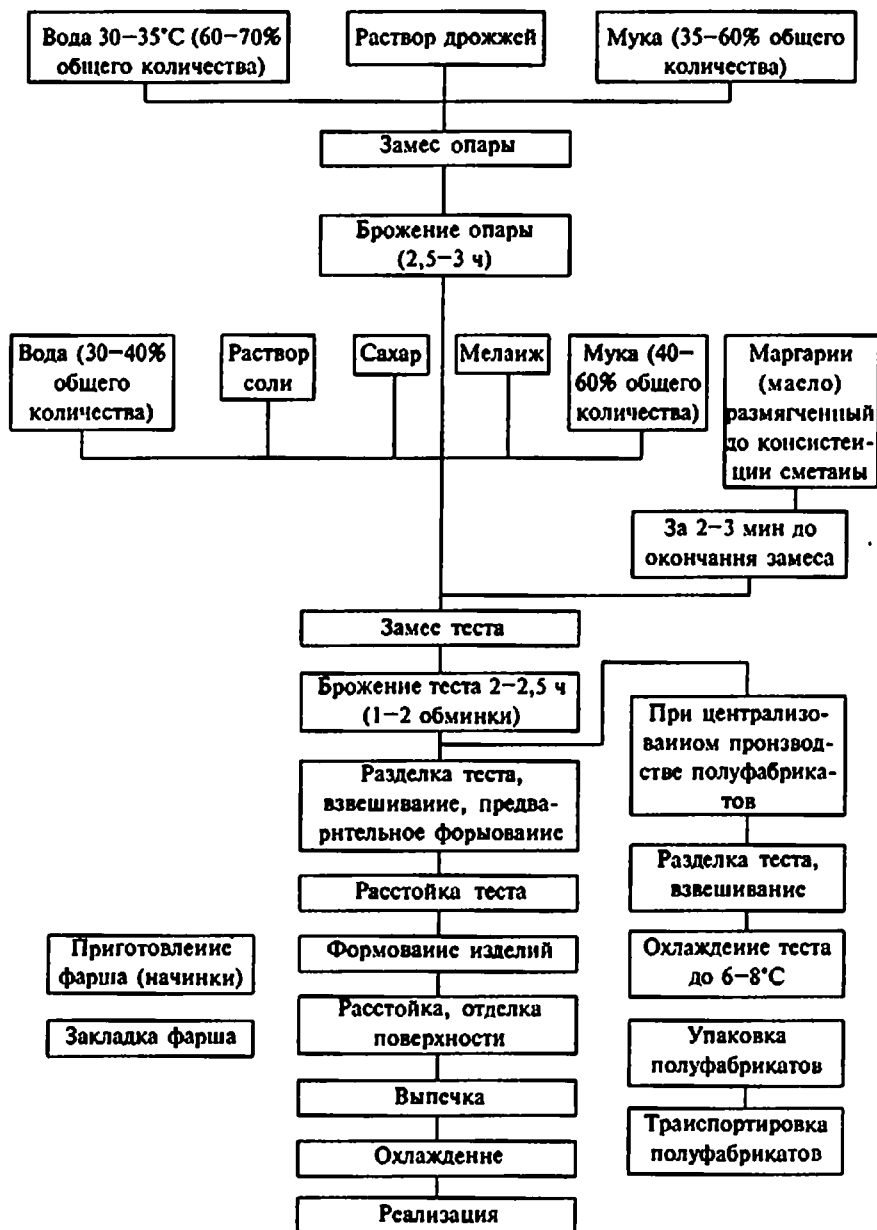 Вода 30–35°С (60–70%
общего количества)
Раствор дрожжей
Мука (35–60% общего
количества)
Замес опары
Брожение опары
(2,5–3 ч)
Вода (30–40%
общего
количества)
Раствор
соли
Сахар
Меланж
Мука (40–
60% общего
количества)
Маргарин
(масло)
размягченный
до консистен-
ции сметаны
За 2–3 мин до
окончання замеса
Замес теста
Брожение теста 2–2,5 ч
(1–2 обминки)
При централизо-
ванном производ-
стве полуфабрика-
тов
Разделка теста,
взвешивание, предва-
рнтельное формование
Разделка теста,
взвешивание
Расстойка теста
Приготовление
фарша (начинки)
Формование изделий
Охлаждение теста
до 6–8°С
Закладка фарша
Расстойка, отделка
поверхности
Упаковка
полуфабрикатов
Выпечка
Транспортировка
полуфабрикатов
Охлажденне
Реализация